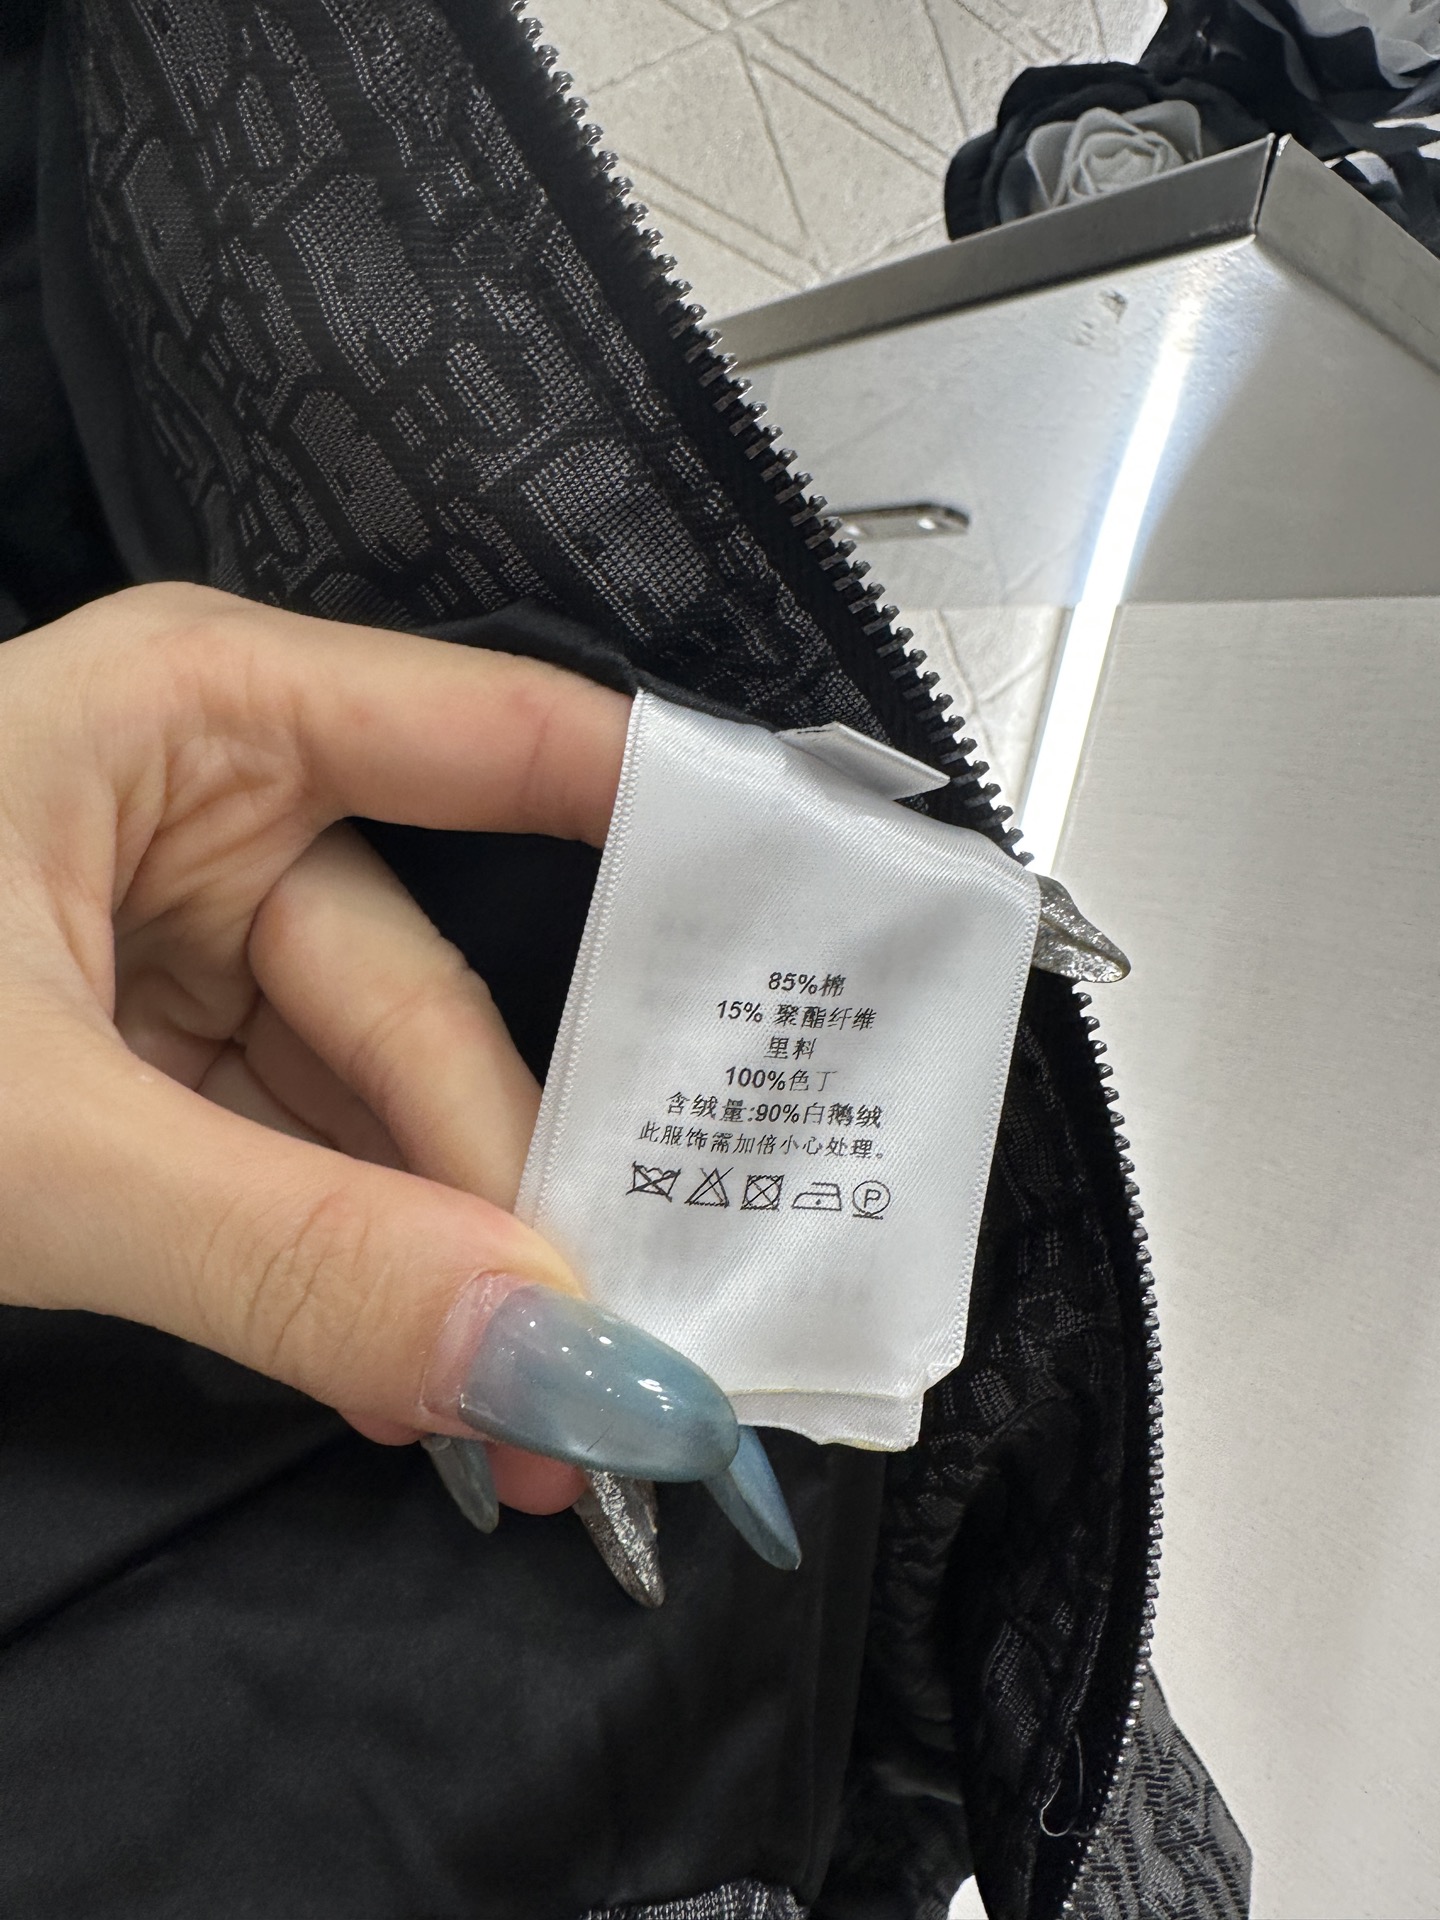 85%棉
15% 聚酯纤维
里料
100%色丁
含绒量:90%白鹅绒
此服饰需加倍小心处理。
P